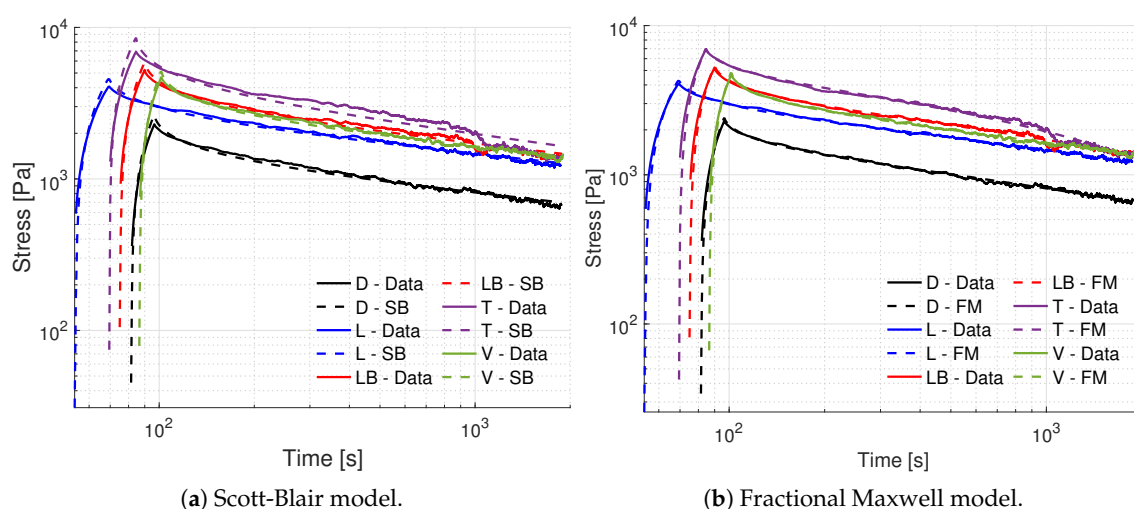 10^4
10^3
10^2
Stress [Pa]
D - Data
D - SB
L - Data
L - SB
LB - Data
LB - SB
T - Data
T - SB
V - Data
V - SB
10^2
10^3
Time [s]
(a) Scott-Blair model.
10^4
10^3
10^2
Stress [Pa]
D - Data
D - FM
L - Data
L - FM
LB - Data
LB - FM
T - Data
T - FM
V - Data
V - FM
10^2
10^3
Time [s]
(b) Fractional Maxwell model.